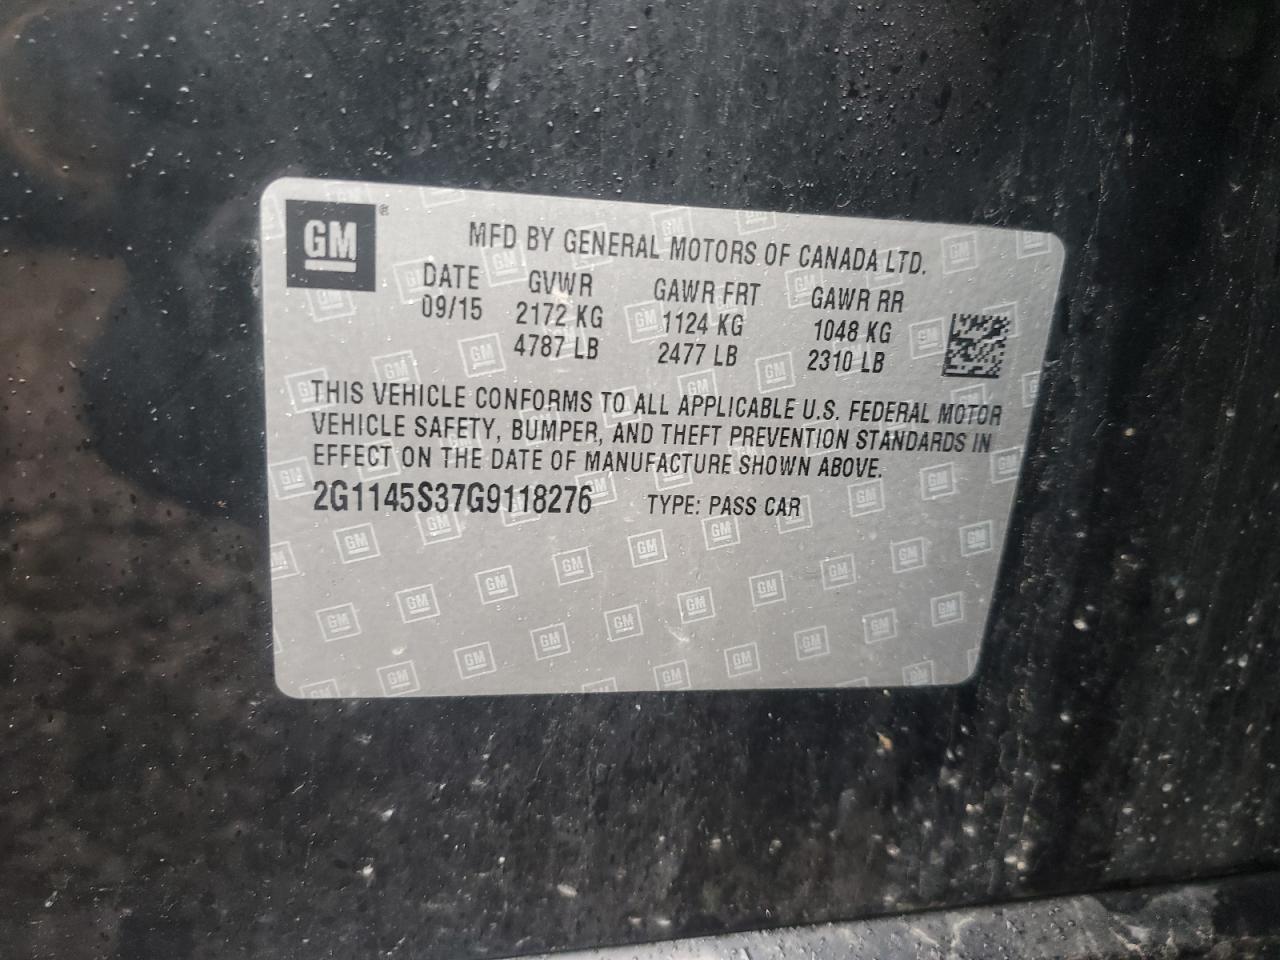 GM ®
MFD BY GENERAL MOTORS OF CANADA LTD.
DATE GVWR GAWR FRT GAWR RR
09/15 2172 KG 1124 KG 1048 KG
4787 LB 2477 LB 2310 LB
THIS VEHICLE CONFORMS TO ALL APPLICABLE U.S. FEDERAL MOTOR
VEHICLE SAFETY, BUMPER, AND THEFT PREVENTION STANDARDS IN
EFFECT ON THE DATE OF MANUFACTURE SHOWN ABOVE.
2G1145S37G9118276 TYPE: PASS CAR